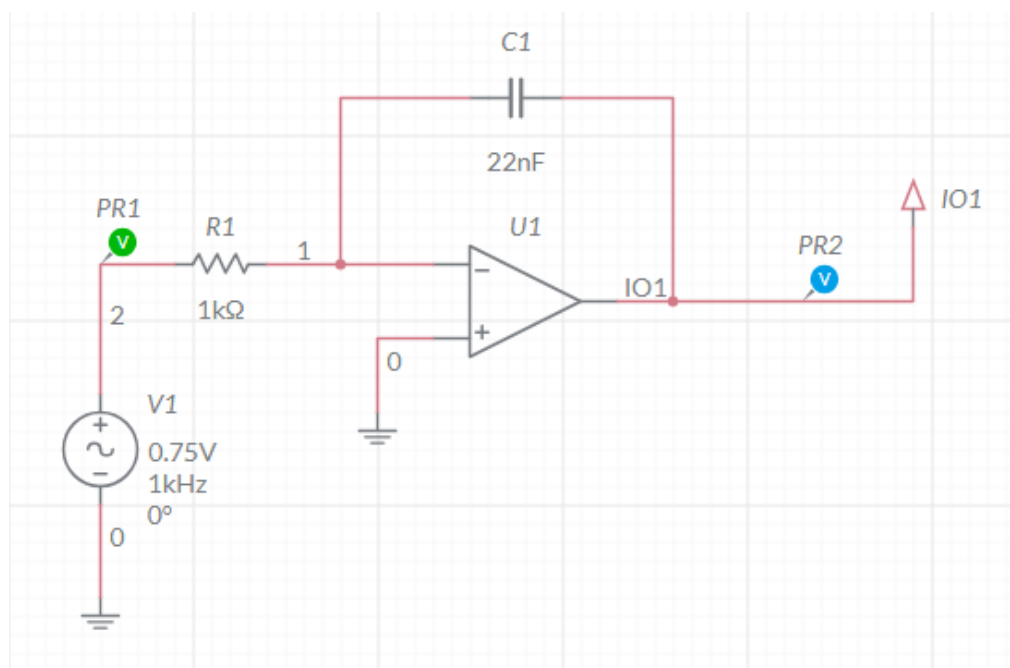 C1
22nF
PR1
V
R1
1
1kΩ
2
U1
IO1
PR2
V
IO1
0
V1
0.75V
1kHz
0°
0